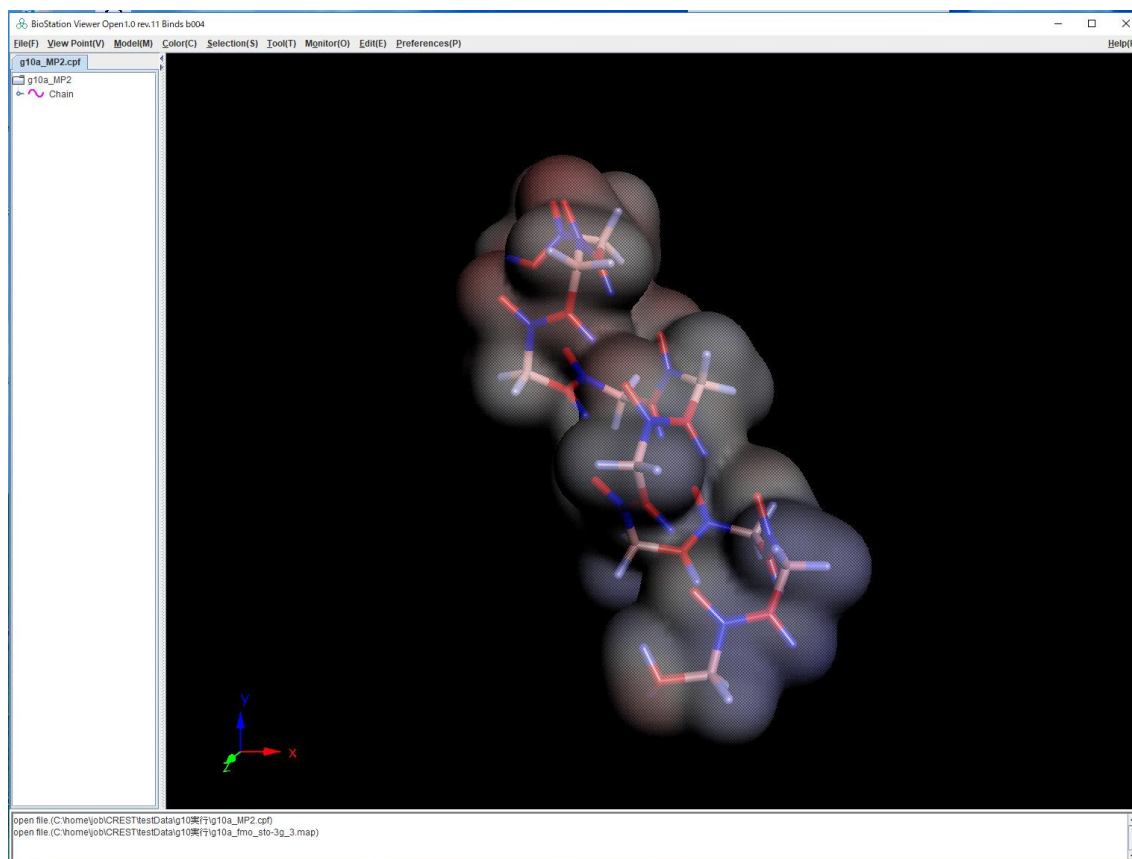 BioStation Viewer Open1.0 rev.11 Binds b004
File(F) View Point(V) Model(M) Color(C) Selection(S) Tool(T) Monitor(O) Edit(E) Preferences(P)
g10a_MP2.cpf
g10a_MP2
Chain
Y
X
Z
open file.(C:\home\job\CREST\testData\g10実行\g10a_MP2.cpf)
open file.(C:\home\job\CREST\testData\g10実行\g10a_fmo_sto-3g_3.map)